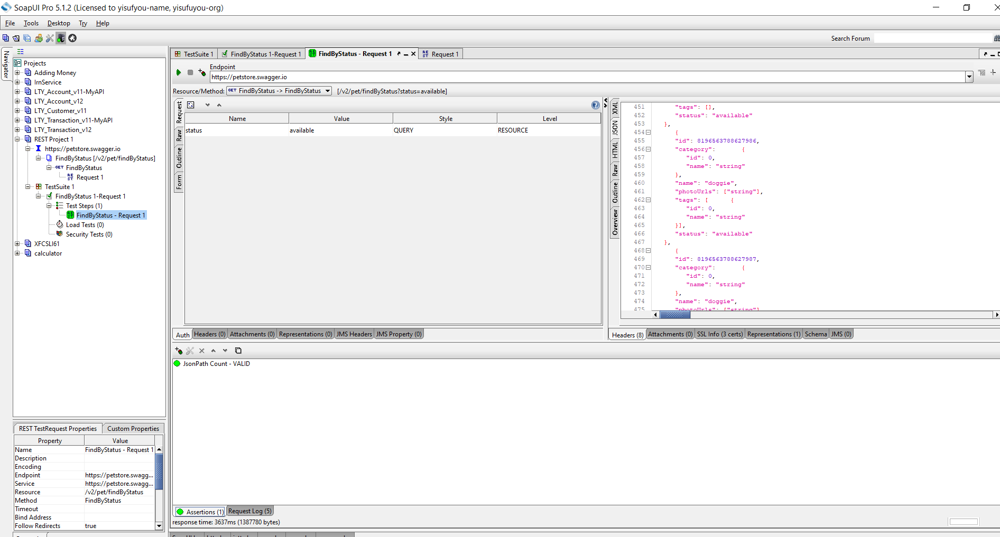 SoapUI Pro 5.1.2 (Licensed to yisufyou-name, yisufuyou-org)
File Tools Desktop Try Help
Search Forum
Navigator
Projects
Adding Money
IrnService
LTY_Account_v11-MyAPI
LTY_Account_v12
LTY_Customer_v11
LTY_Transaction_v11-MyAPI
LTY_Transaction_v12
REST Project 1
https://petstore.swagger.io
FindByStatus [/v2/pet/findByStatus]
GET FindByStatus
REST Request 1
TestSuite 1
FindByStatus 1-Request 1
Test Steps (1)
REST FindByStatus - Request 1
Load Tests (0)
Security Tests (0)
XFCSLI61
calculator
REST TestRequest Properties Custom Properties
Property Value
Name FindByStatus - Request 1
Description
Encoding
Endpoint https://petstore.swagg...
Service https://petstore.swagg...
Resource /v2/pet/findByStatus
Method FindByStatus
Timeout
Bind Address
Follow Redirects true
TestSuite 1 FindByStatus 1-Request 1 REST FindByStatus - Request 1 REST Request 1
Endpoint
https://petstore.swagger.io
Resource/Method: GET FindByStatus -> FindByStatus [/v2/pet/findByStatus?status=available]
Request
Raw
Outline
Form
Name Value Style Level
status available QUERY RESOURCE
Auth Headers (0) Attachments (0) Representations (0) JMS Headers JMS Property (0)
XML
JSON
HTML
Raw
Outline
Overview
451 "tags": [],
452 "status": "available"
453 },
454 {
455 "id": 8196563788627986,
456 "category": {
457 "id": 0,
458 "name": "string"
459 },
460 "name": "doggie",
461 "photoUrls": ["string"],
462 "tags": [ {
463 "id": 0,
464 "name": "string"
465 }],
466 "status": "available"
467 },
468 {
469 "id": 8196563788627987,
470 "category": {
471 "id": 0,
472 "name": "string"
473 },
474 "name": "doggie",
475 "photoUrls": ["string"]
Headers (8) Attachments (0) SSL Info (3 certs) Representations (1) Schema JMS (0)
JsonPath Count - VALID
Assertions (1) Request Log (5)
response time: 3637ms (1387780 bytes)